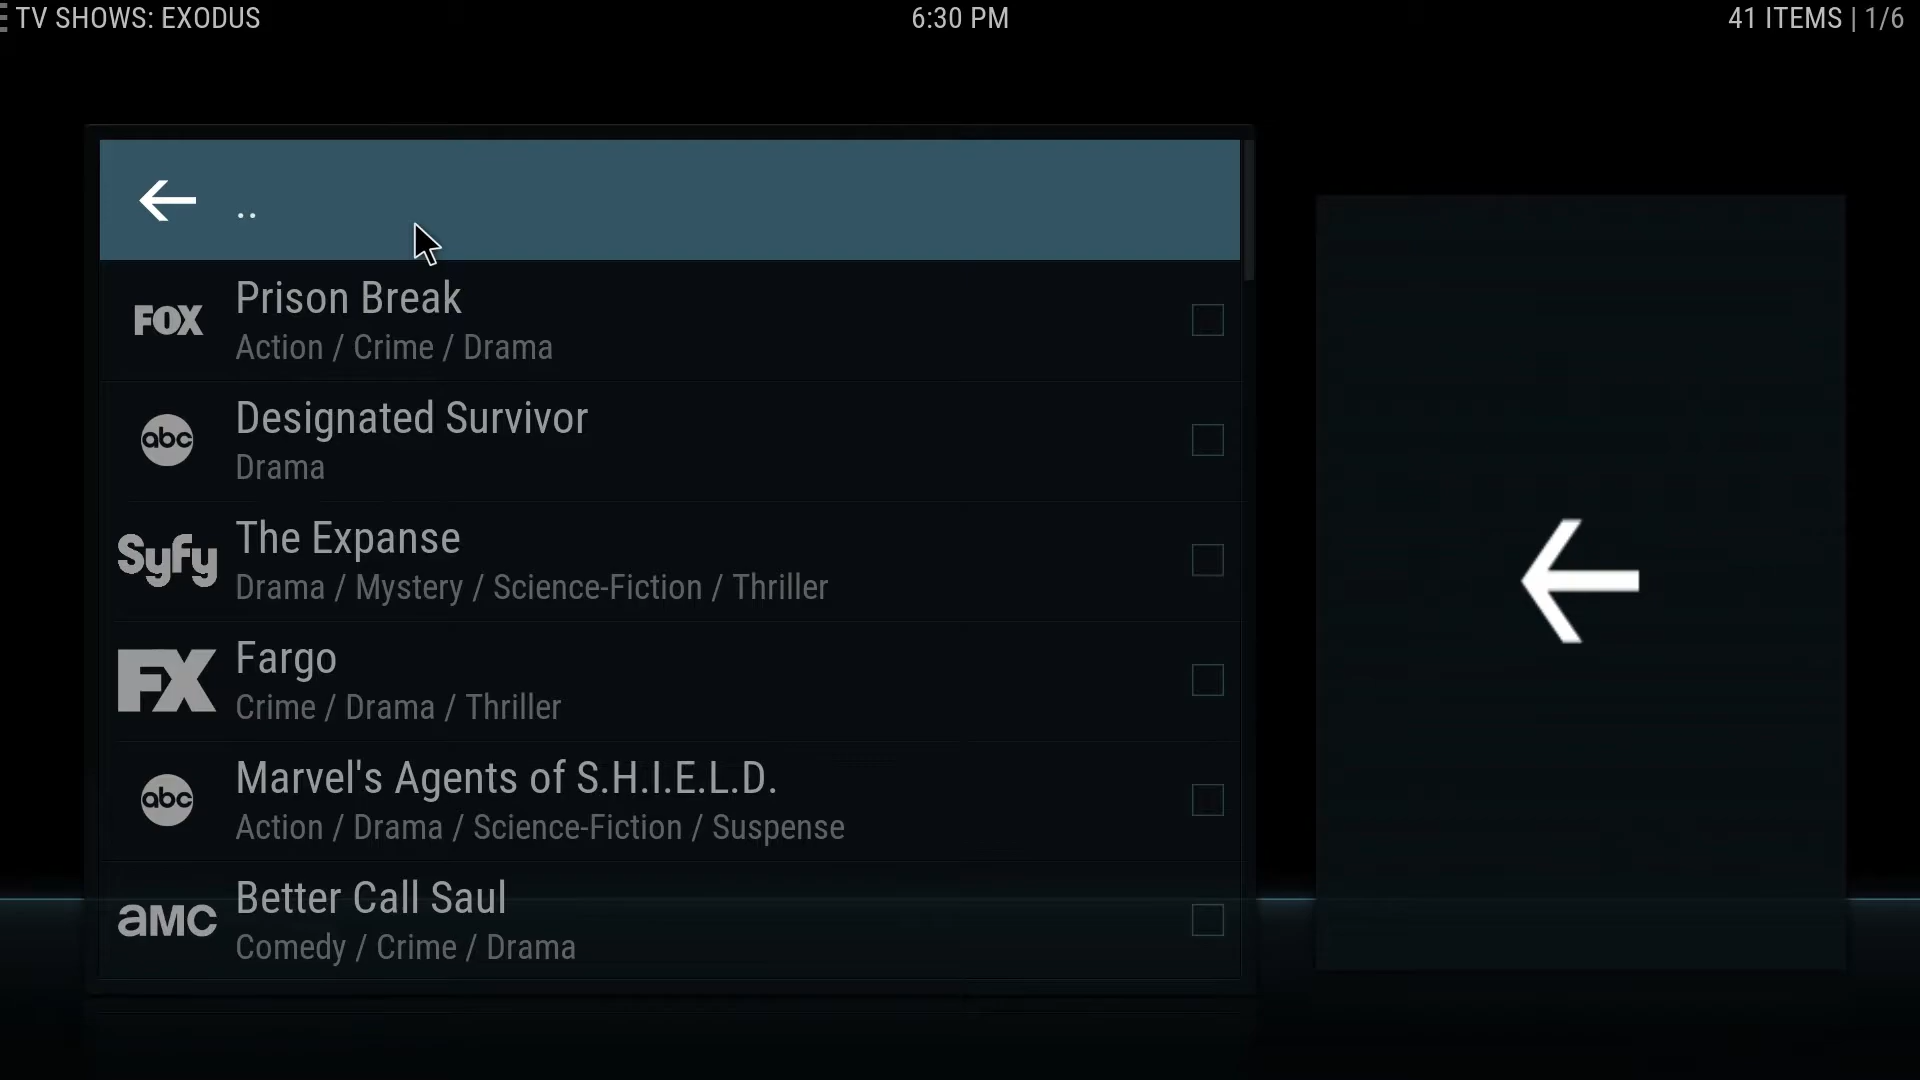 TV SHOWS: EXODUS
6:30 PM
41 ITEMS | 1/6
..
FOX
Prison Break
Action / Crime / Drama
abc
Designated Survivor
Drama
Syfy
The Expanse
Drama / Mystery / Science-Fiction / Thriller
FX
Fargo
Crime / Drama / Thriller
abc
Marvel's Agents of S.H.I.E.L.D.
Action / Drama / Science-Fiction / Suspense
aMC
Better Call Saul
Comedy / Crime / Drama